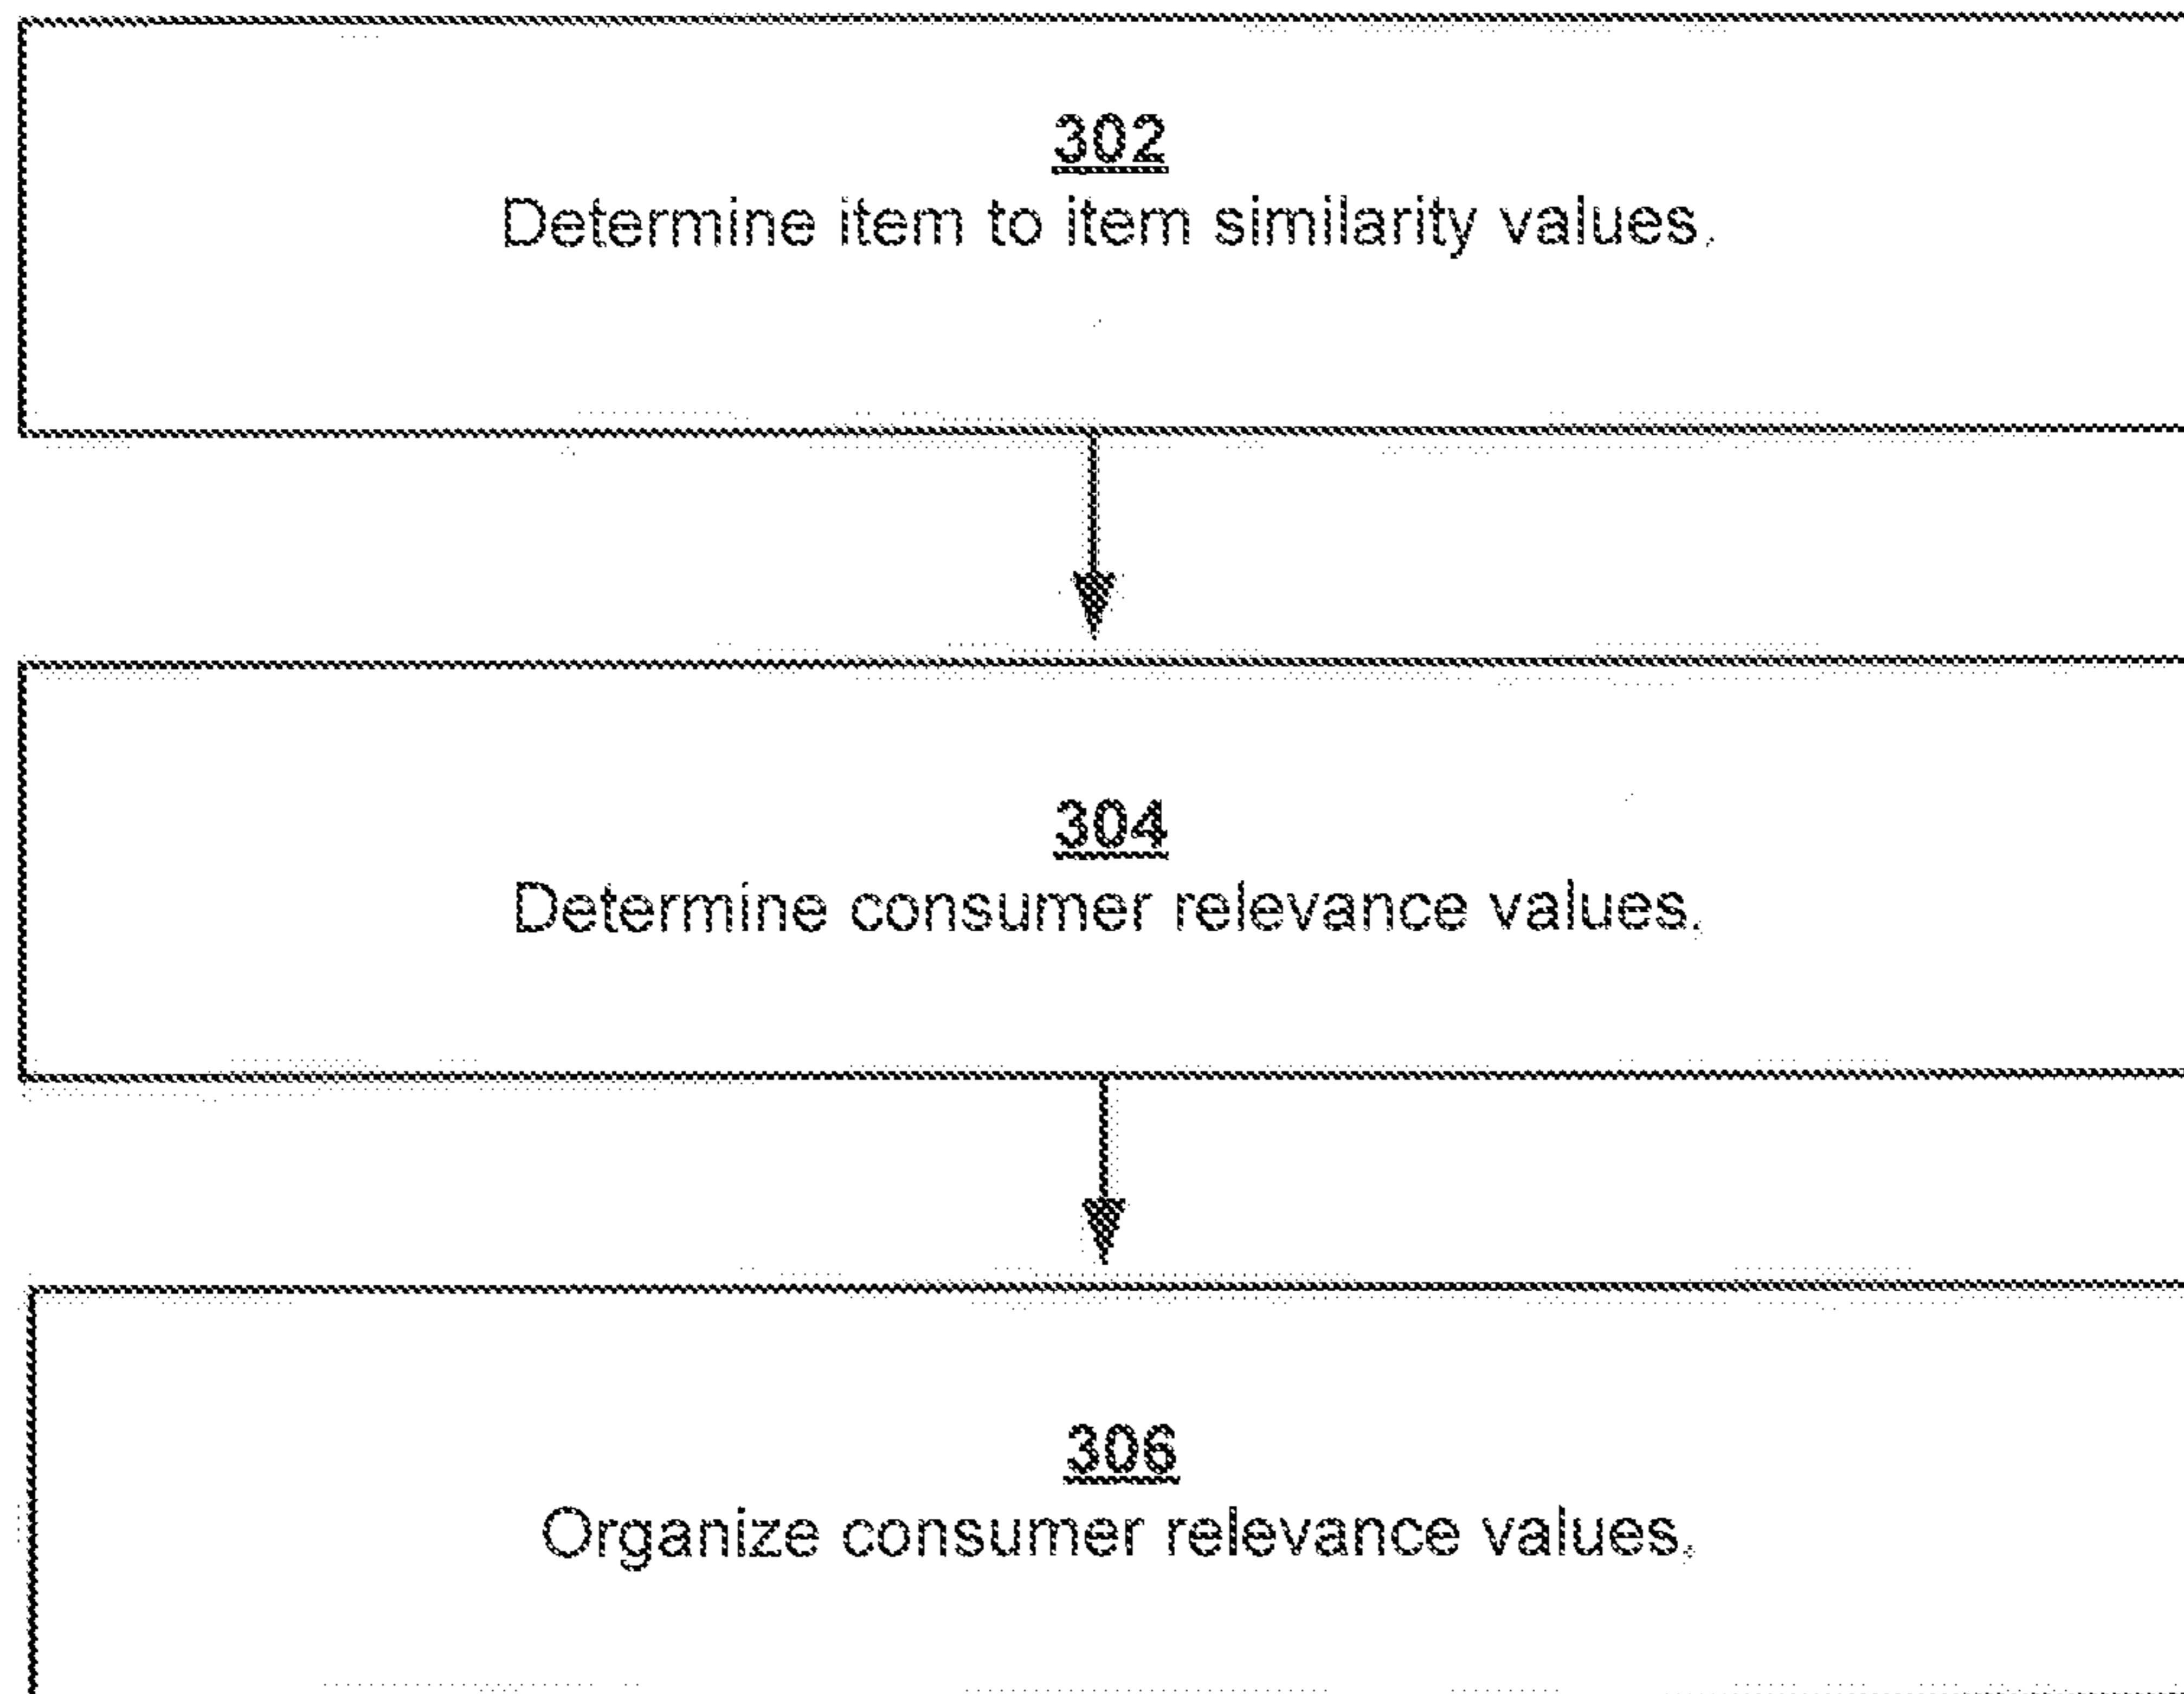 302
Determine item to item similarity values.
304
Determine consumer relevance values.
306
Organize consumer relevance values.